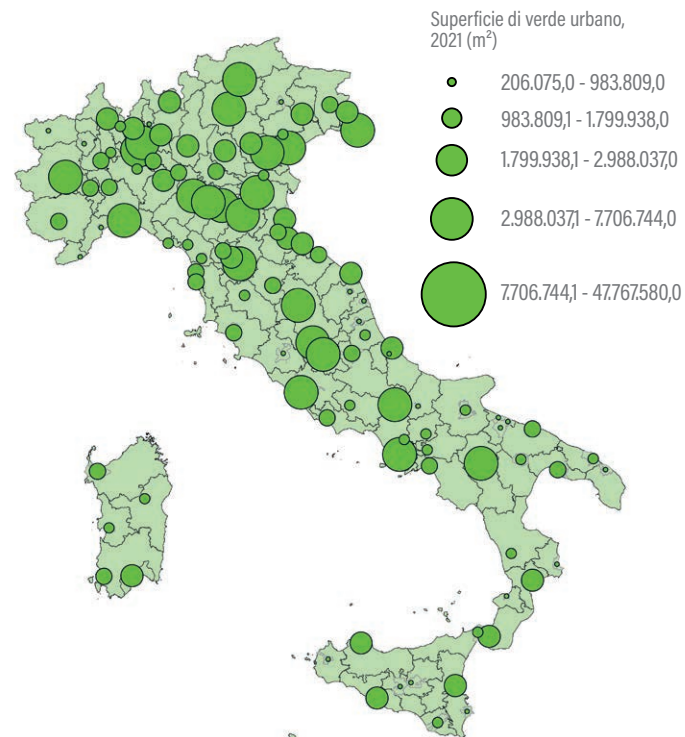 Superficie di verde urbano,
2021 (m²)
206.075,0 - 983.809,0
983.809,1 - 1.799.938,0
1.799.938,1 - 2.988.037,0
2.988.037,1 - 7.706.744,0
7.706.744,1 - 47.767.580,0